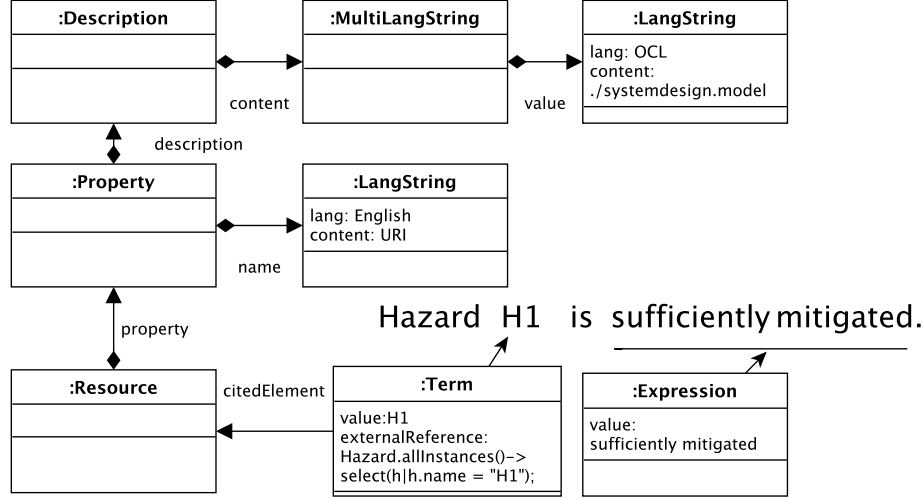 :Description
:MultiLangString
:LangString
lang: OCL
content:
./systemdesign.model
content
value
description
:Property
:LangString
lang: English
content: URI
name
Hazard H1 is sufficiently mitigated.
property
:Resource
citedElement
:Term
value:H1
externalReference:
Hazard.allInstances()->
select(h|h.name = "H1");
:Expression
value:
sufficiently mitigated